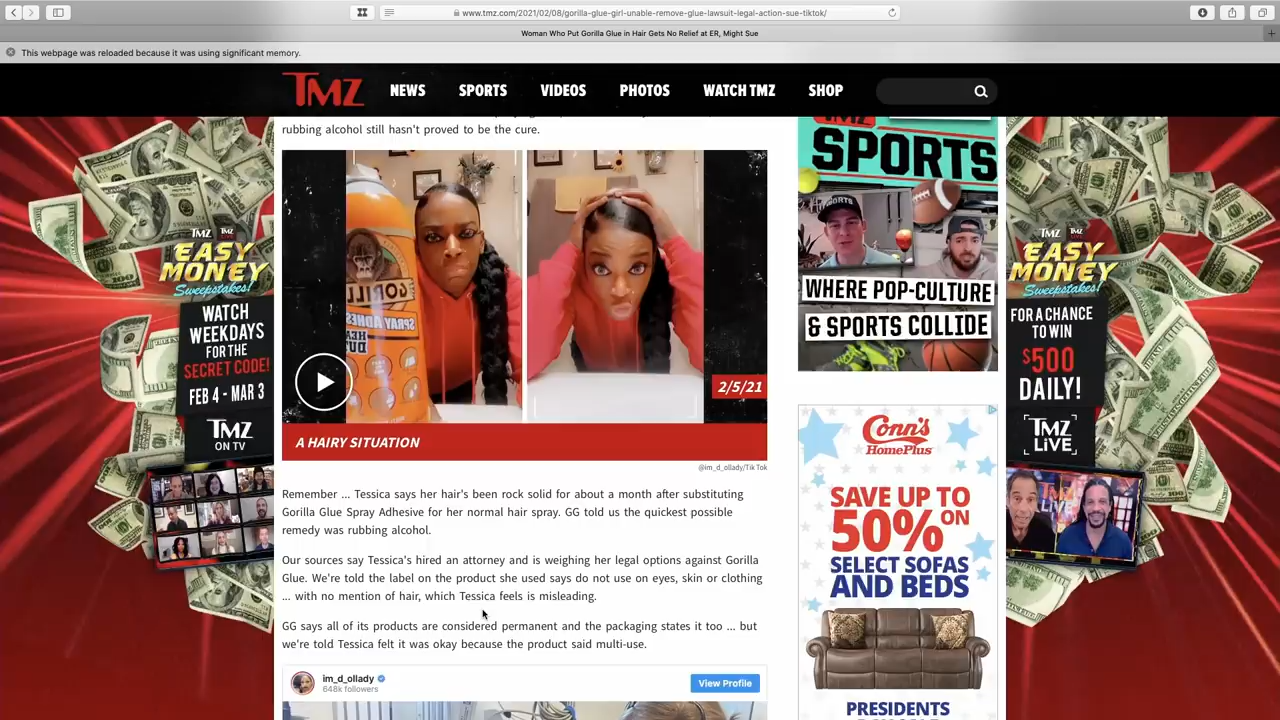 www.tmz.com/2021/02/08/gorilla-glue-girl-unable-remove-glue-lawsuit-legal-action-sue-tiktok/
Woman Who Put Gorilla Glue in Hair Gets No Relief at ER, Might Sue
This webpage was reloaded because it was using significant memory.
TMZ NEWS SPORTS VIDEOS PHOTOS WATCH TMZ SHOP
rubbing alcohol still hasn't proved to be the cure.
2/5/21
A HAIRY SITUATION
@im_d_ollady/Tik Tok
Remember ... Tessica says her hair's been rock solid for about a month after substituting
Gorilla Glue Spray Adhesive for her normal hair spray. GG told us the quickest possible
remedy was rubbing alcohol.
Our sources say Tessica's hired an attorney and is weighing her legal options against Gorilla
Glue. We're told the label on the product she used says do not use on eyes, skin or clothing
... with no mention of hair, which Tessica feels is misleading.
GG says all of its products are considered permanent and the packaging states it too ... but
we're told Tessica felt it was okay because the product said multi-use.
im_d_ollady
648k followers
View Profile
TMZ TMZ
EASY
MONEY
Sweepstakes!
WATCH
WEEKDAYS
FOR THE
SECRET CODE!
FEB 4 - MAR 3
TMZ
ON TV
SPORTS
WHERE POP-CULTURE
& SPORTS COLLIDE
Conn's
HomePlus
SAVE UP TO
50% ON
SELECT SOFAS
AND BEDS
PRESIDENTS
TMZ TMZ
EASY
MONEY
Sweepstakes!
FOR A CHANCE
TO WIN
$500
DAILY!
TMZ
LiVE